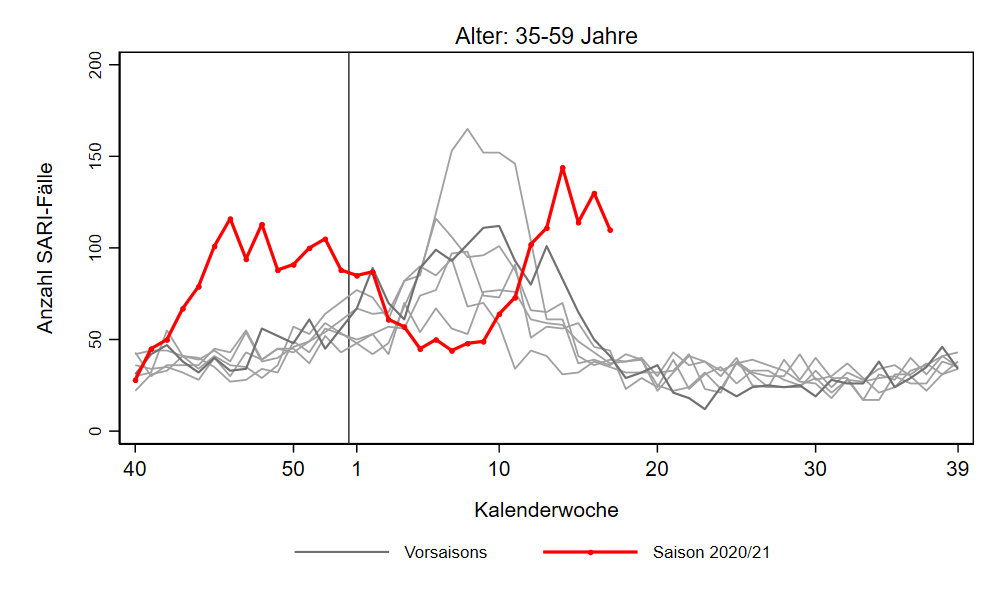 Alter: 35-59 Jahre
Anzahl SARI-Fälle
200
150
100
50
0
40 50 1 10 20 30 39
Kalenderwoche
Vorsaisons Saison 2020/21